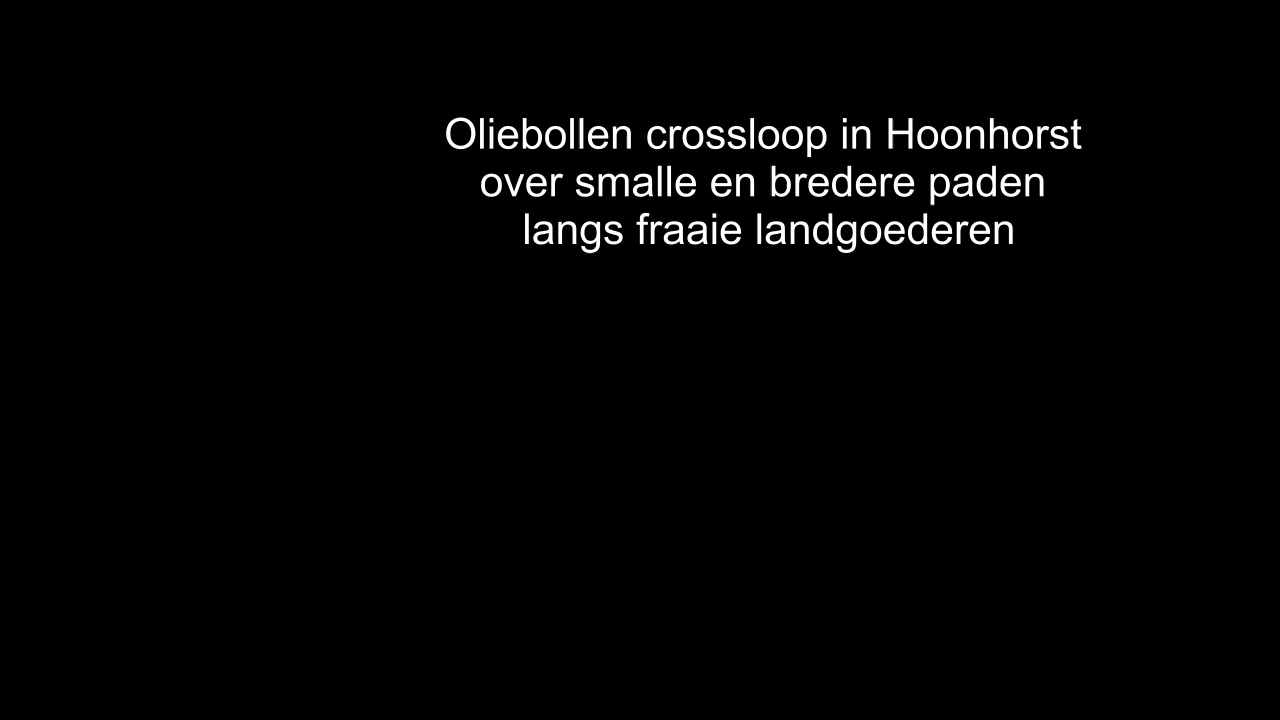 Oliebollen crossloop in Hoonhorst
over smalle en bredere paden
langs fraaie landgoederen